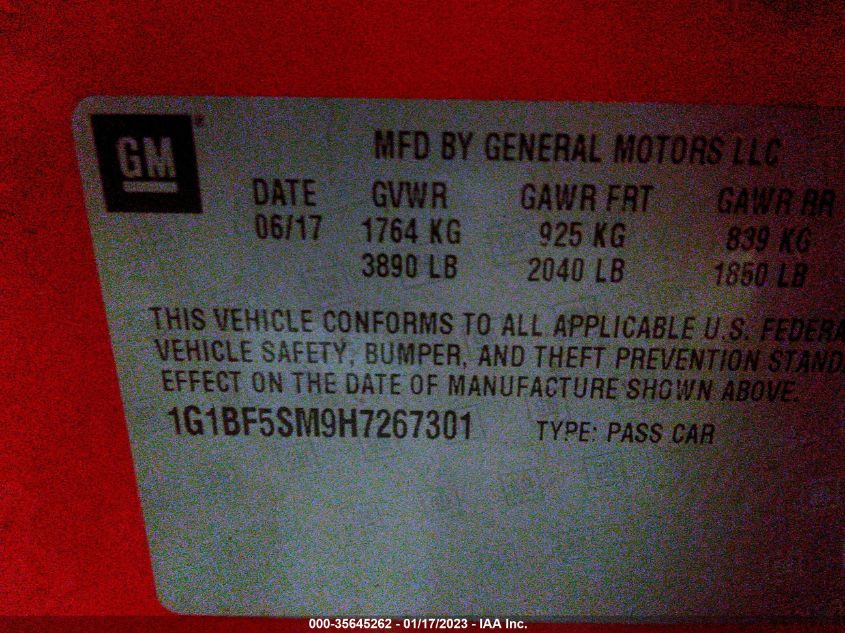 GM®
MFD BY GENERAL MOTORS LLC
DATE GVWR GAWR FRT GAWR RR
06/17 1764 KG 925 KG 839 KG
3890 LB 2040 LB 1850 LB
THIS VEHICLE CONFORMS TO ALL APPLICABLE U.S. FEDERA
VEHICLE SAFETY, BUMPER, AND THEFT PREVENTION STANDA
EFFECT ON THE DATE OF MANUFACTURE SHOWN ABOVE.
1G1BF5SM9H7267301 TYPE: PASS CAR
000-35645262 - 01/17/2023 - IAA Inc.